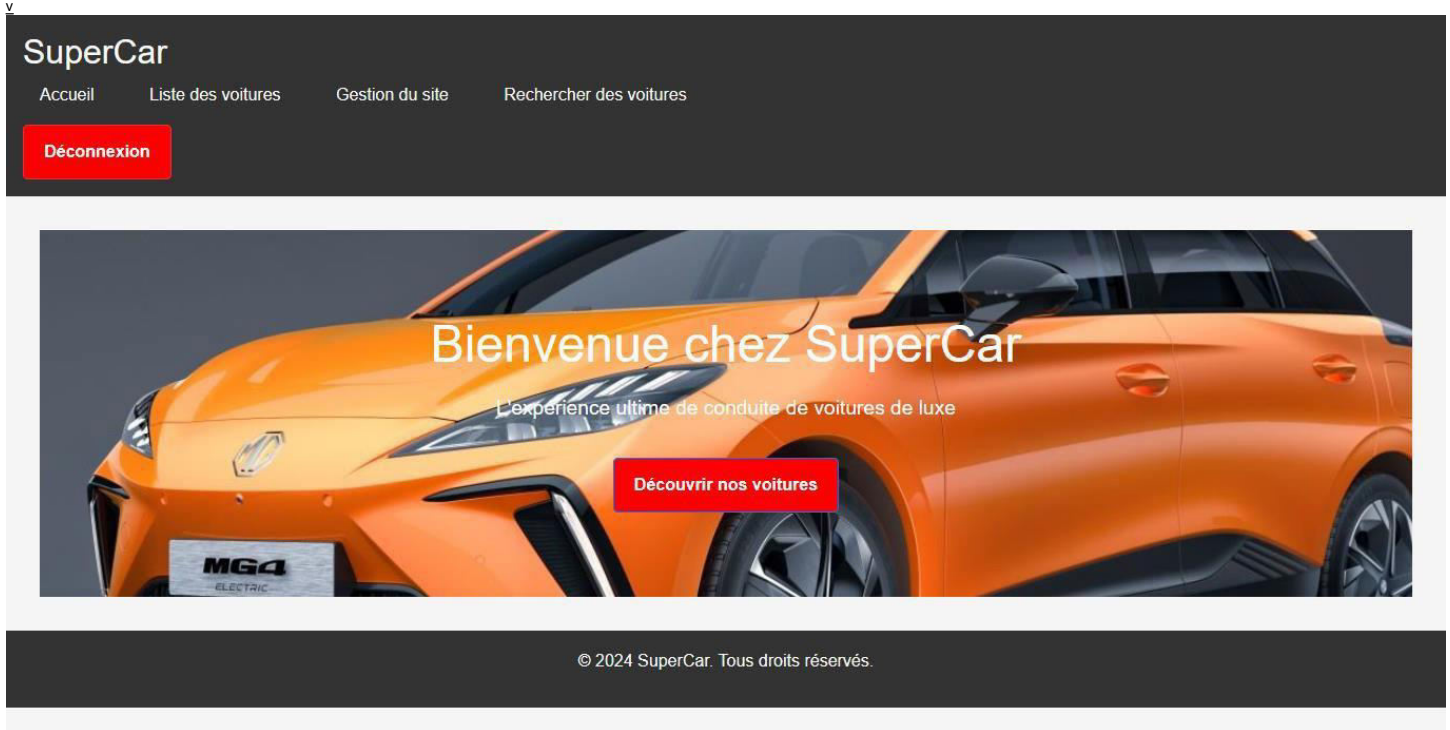 v
SuperCar
Accueil Liste des voitures Gestion du site Rechercher des voitures
Déconnexion
Bienvenue chez SuperCar
L'expérience ultime de conduite de voitures de luxe
Découvrir nos voitures
MG4
ELECTRIC
© 2024 SuperCar. Tous droits réservés.